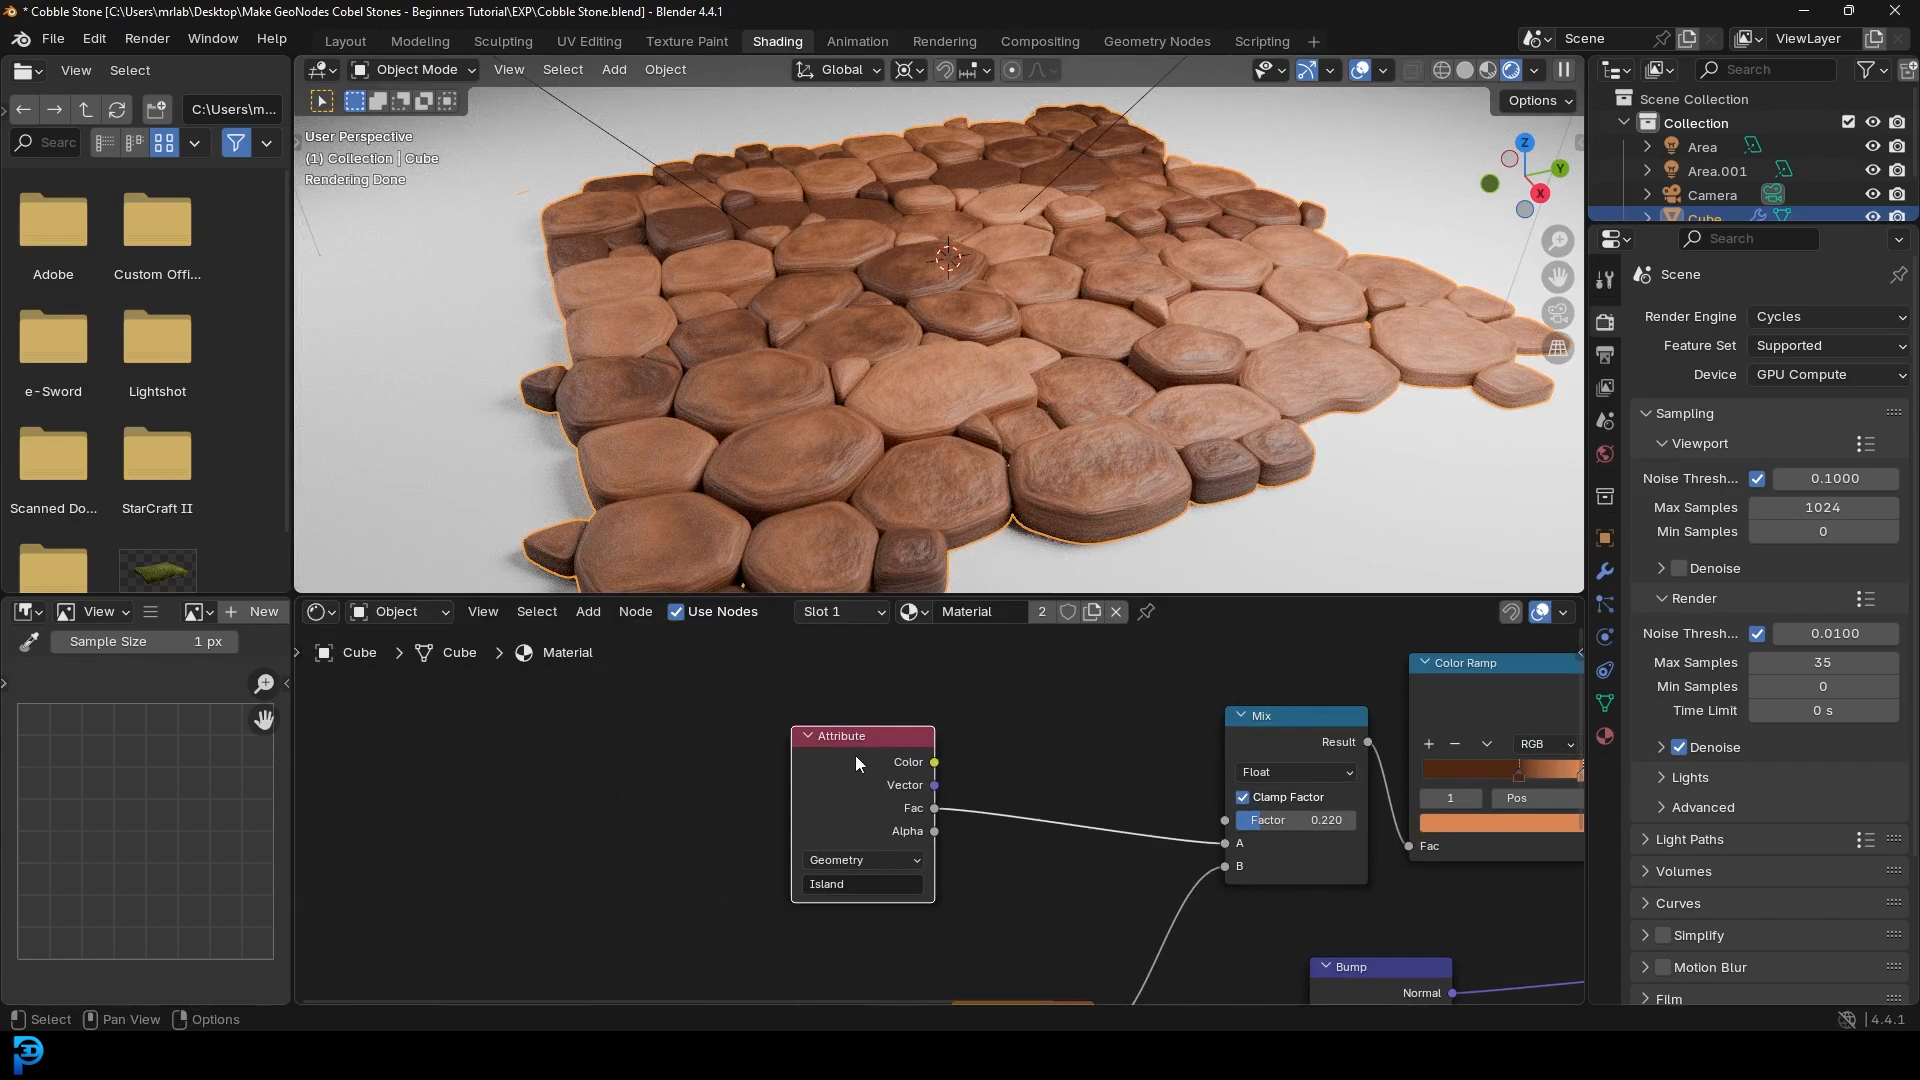 * Cobble Stone [C:\Users\mrlab\Desktop\Make GeoNodes Cobel Stones - Beginners Tutorial\EXP\Cobble Stone.blend] - Blender 4.4.1
File Edit Render Window Help
Layout Modeling Sculpting UV Editing Texture Paint Shading Animation Rendering Compositing Geometry Nodes Scripting
Scene
ViewLayer
View Select
Object Mode View Select Add Object
Global
Search
C:\Users\m...
Options
Scene Collection
Searc
User Perspective
(1) Collection | Cube
Rendering Done
Collection
Area
Area.001
Camera
Cube
Z
Y
X
Search
Adobe
Custom Offi...
e-Sword
Lightshot
Scanned Do...
StarCraft II
Scene
Render Engine Cycles
Feature Set Supported
Device GPU Compute
Sampling
Viewport
Noise Thresh... 0.1000
Max Samples 1024
Min Samples 0
Denoise
Render
Noise Thresh... 0.0100
Max Samples 35
Min Samples 0
Time Limit 0 s
Denoise
Lights
Advanced
Light Paths
Volumes
Curves
Simplify
Motion Blur
Film
View
New
Sample Size 1 px
Object View Select Add Node Use Nodes Slot 1 Material 2
Cube Cube Material
Attribute
Color
Vector
Fac
Alpha
Geometry
Island
Mix
Result
Float
Clamp Factor
Factor 0.220
A
B
Color Ramp
RGB
1 Pos
Fac
Bump
Normal
Select Pan View Options
4.4.1